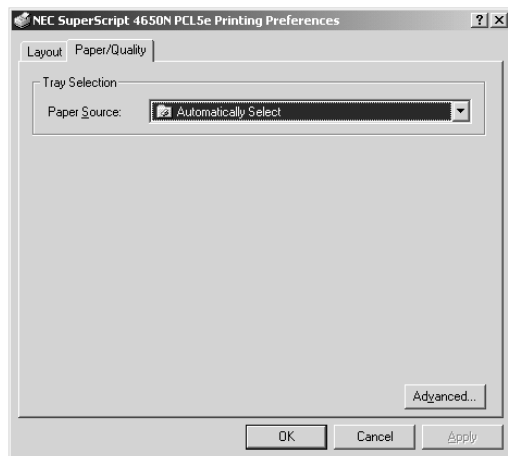 NEC SuperScript 4650N PCL5e Printing Preferences
Layout Paper/Quality
Tray Selection
Paper Source: Automatically Select
Advanced...
OK Cancel Apply